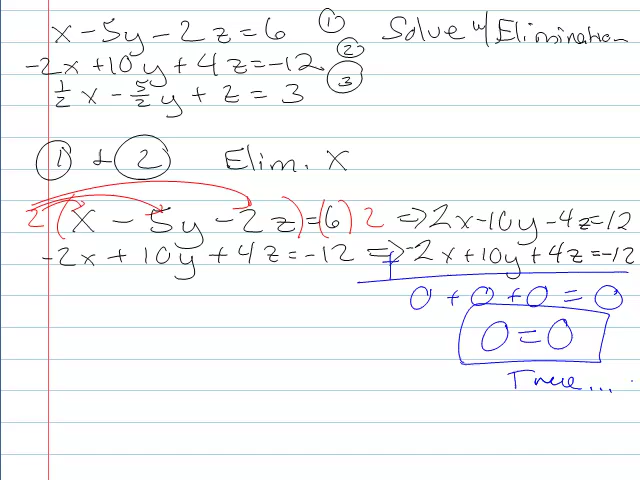 x - 5y - 2z = 6 ① Solve w/ Elimination
-2x + 10y + 4z = -12 ②
1/2 x - 5/2 y + z = 3 ③
① & ② Elim. X
2(x - 5y - 2z) = (6) 2 => 2x - 10y - 4z = 12
-2x + 10y + 4z = -12 => -2x + 10y + 4z = -12
0 + 0 + 0 = 0
0 = 0
True...